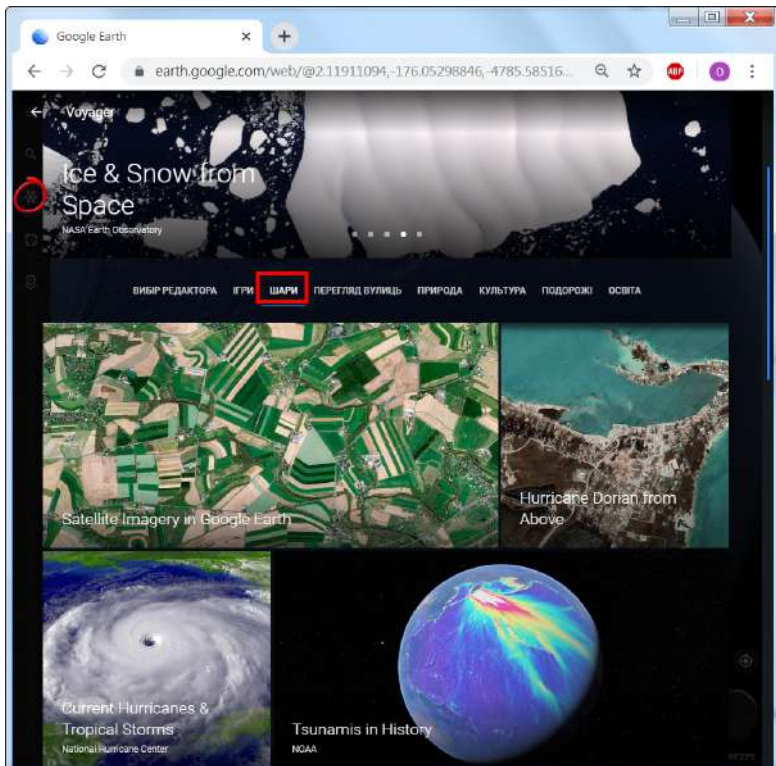 Google Earth
earth.google.com/web/@2.11911094,-176.05298846,-4785.58516...
ABP
O
Voyager
Ice & Snow from
Space
NASA Earth Observatory
ВИБІР РЕДАКТОРА ІГРИ ШАРИ ПЕРЕГЛЯД ВУЛИЦЬ ПРИРОДА КУЛЬТУРА ПОДОРОЖІ ОСВІТА
Satellite Imagery in Google Earth
Hurricane Dorian from
Above
Current Hurricanes &
Tropical Storms
National Hurricane Center
Tsunamis in History
NOAA